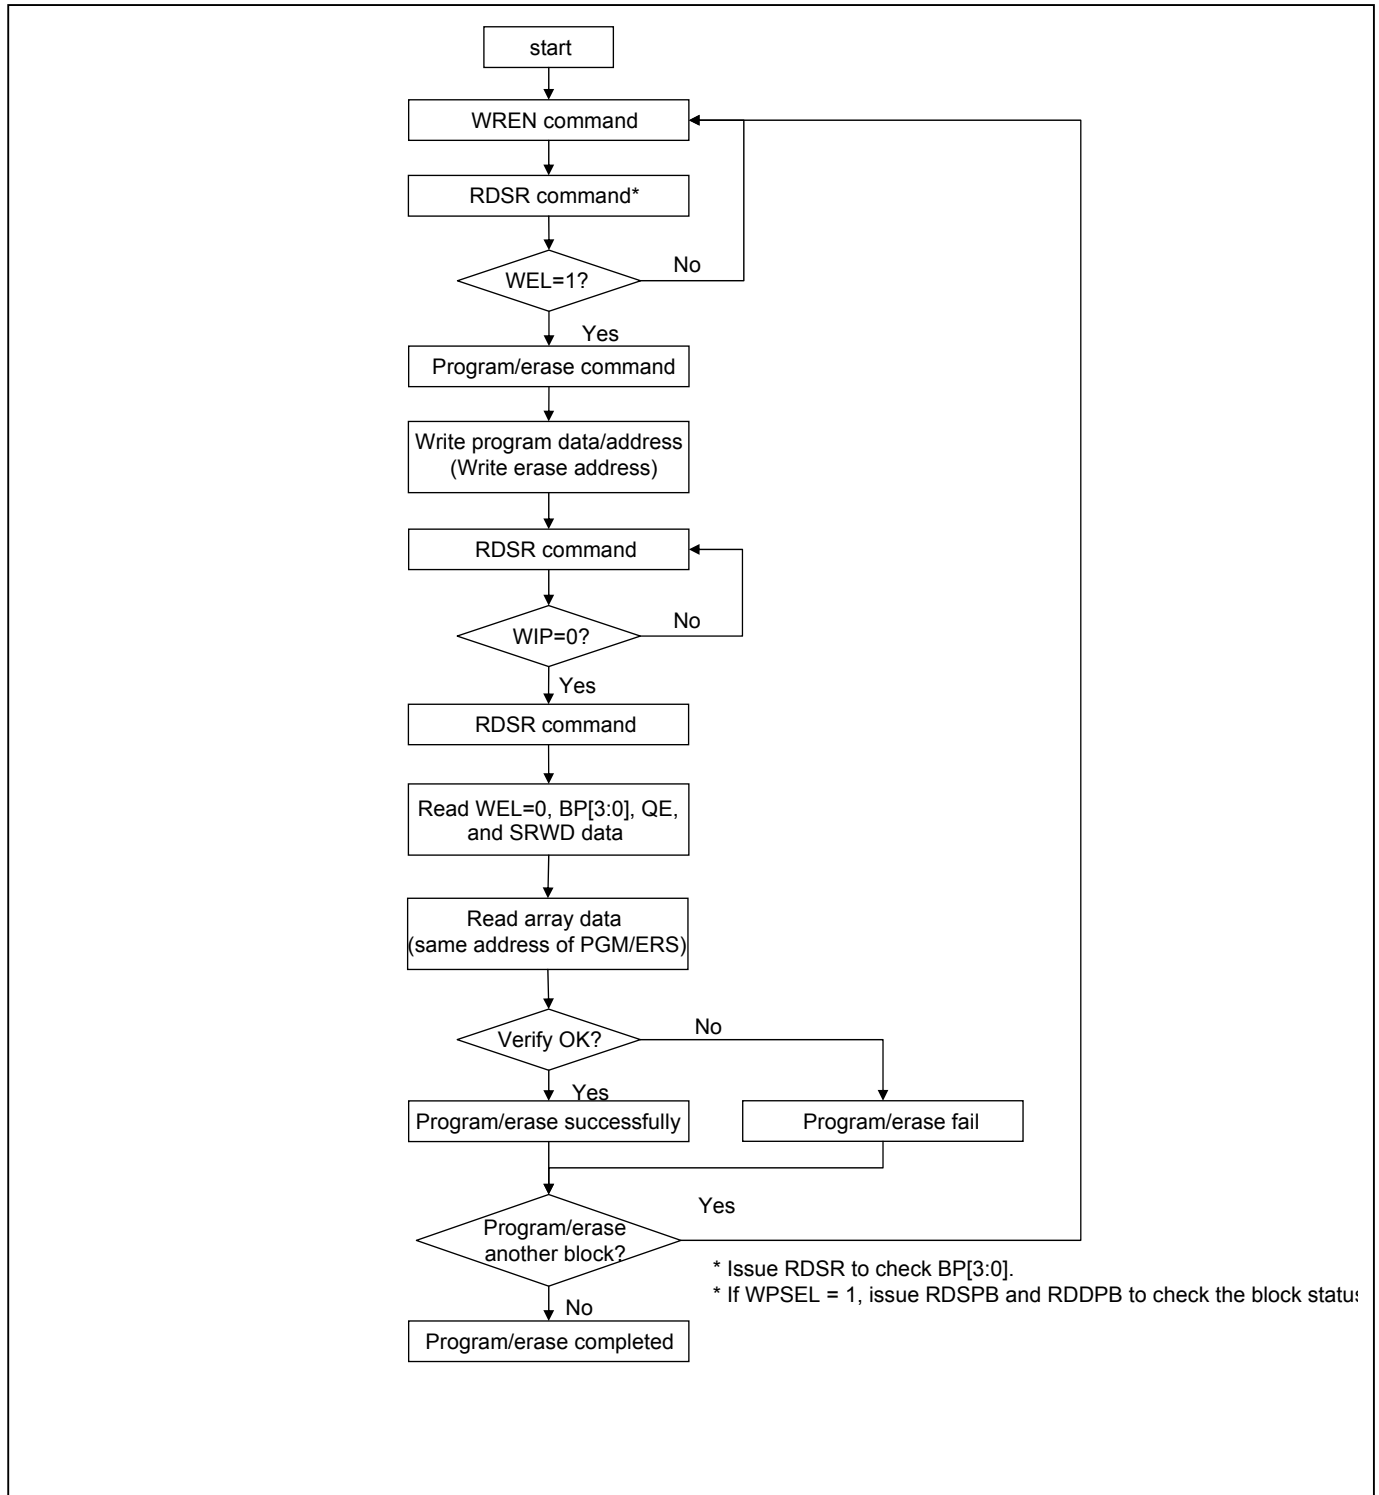 start
WREN command
RDSR command*
WEL=1?
No
Yes
Program/erase command
Write program data/address
(Write erase address)
RDSR command
WIP=0?
No
Yes
RDSR command
Read WEL=0, BP[3:0], QE,
and SRWD data
Read array data
(same address of PGM/ERS)
Verify OK?
No
Yes
Program/erase successfully
Program/erase fail
Program/erase
another block?
Yes
* Issue RDSR to check BP[3:0].
* If WPSEL = 1, issue RDSPB and RDDPB to check the block
No
Program/erase completed